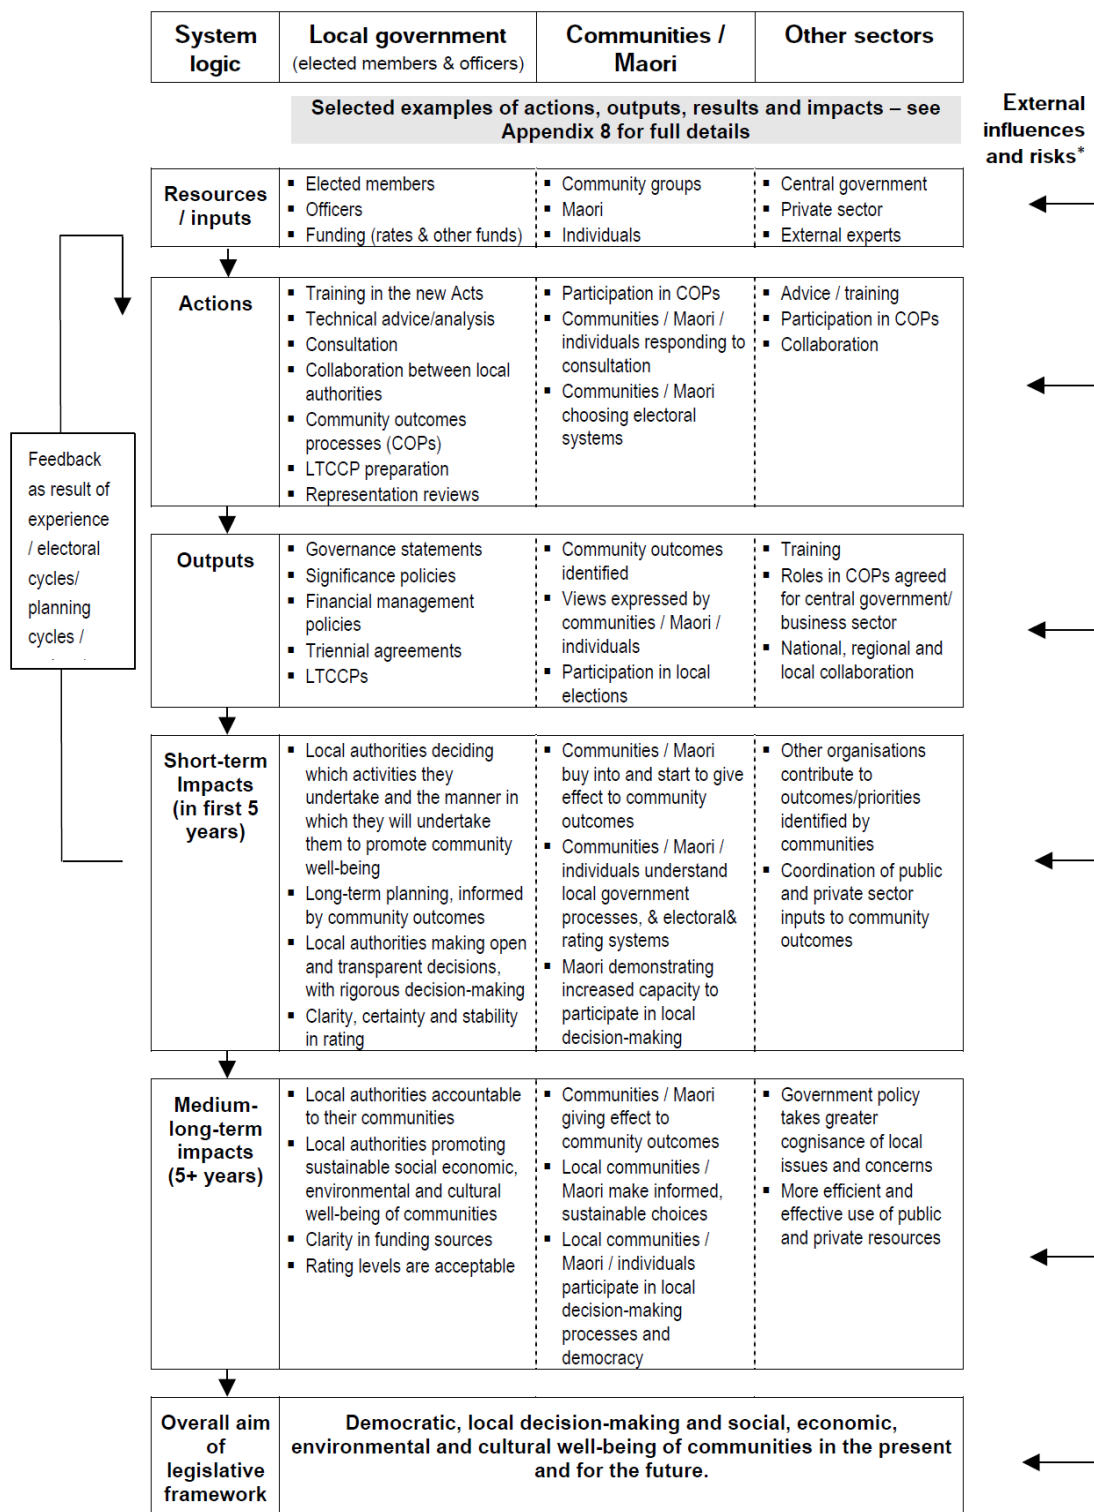 System
logic
Local government
(elected members & officers)
Communities /
Maori
Other sectors
Selected examples of actions, outputs, results and impacts – see
Appendix 8 for full details
External
influences
and risks*
Resources
/ inputs
▪ Elected members
▪ Officers
▪ Funding (rates & other funds)
▪ Community groups
▪ Maori
▪ Individuals
▪ Central government
▪ Private sector
▪ External experts
Actions
▪ Training in the new Acts
▪ Technical advice/analysis
▪ Consultation
▪ Collaboration between local
authorities
▪ Community outcomes
processes (COPs)
▪ LTCCP preparation
▪ Representation reviews
▪ Participation in COPs
▪ Communities / Maori /
individuals responding to
consultation
▪ Communities / Maori
choosing electoral
systems
▪ Advice / training
▪ Participation in COPs
▪ Collaboration
Feedback
as result of
experience
/ electoral
cycles/
planning
cycles /
Outputs
▪ Governance statements
▪ Significance policies
▪ Financial management
policies
▪ Triennial agreements
▪ LTCCPs
▪ Community outcomes
identified
▪ Views expressed by
communities / Maori /
individuals
▪ Participation in local
elections
▪ Training
▪ Roles in COPs agreed
for central government/
business sector
▪ National, regional and
local collaboration
Short-term
Impacts
(in first 5
years)
▪ Local authorities deciding
which activities they
undertake and the manner in
which they will undertake
them to promote community
well-being
▪ Long-term planning, informed
by community outcomes
▪ Local authorities making open
and transparent decisions,
with rigorous decision-making
▪ Clarity, certainty and stability
in rating
▪ Communities / Maori
buy into and start to give
effect to community
outcomes
▪ Communities / Maori /
individuals understand
local government
processes, & electoral&
rating systems
▪ Maori demonstrating
increased capacity to
participate in local
decision-making
▪ Other organisations
contribute to
outcomes/priorities
identified by
communities
▪ Coordination of public
and private sector
inputs to community
outcomes
Medium-
long-term
impacts
(5+ years)
▪ Local authorities accountable
to their communities
▪ Local authorities promoting
sustainable social economic,
environmental and cultural
well-being of communities
▪ Clarity in funding sources
▪ Rating levels are acceptable
▪ Communities / Maori
giving effect to
community outcomes
▪ Local communities /
Maori make informed,
sustainable choices
▪ Local communities /
Maori / individuals
participate in local
decision-making
processes and
democracy
▪ Government policy
takes greater
cognisance of local
issues and concerns
▪ More efficient and
effective use of public
and private resources
Overall aim
of
legislative
framework
Democratic, local decision-making and social, economic,
environmental and cultural well-being of communities in the present
and for the future.